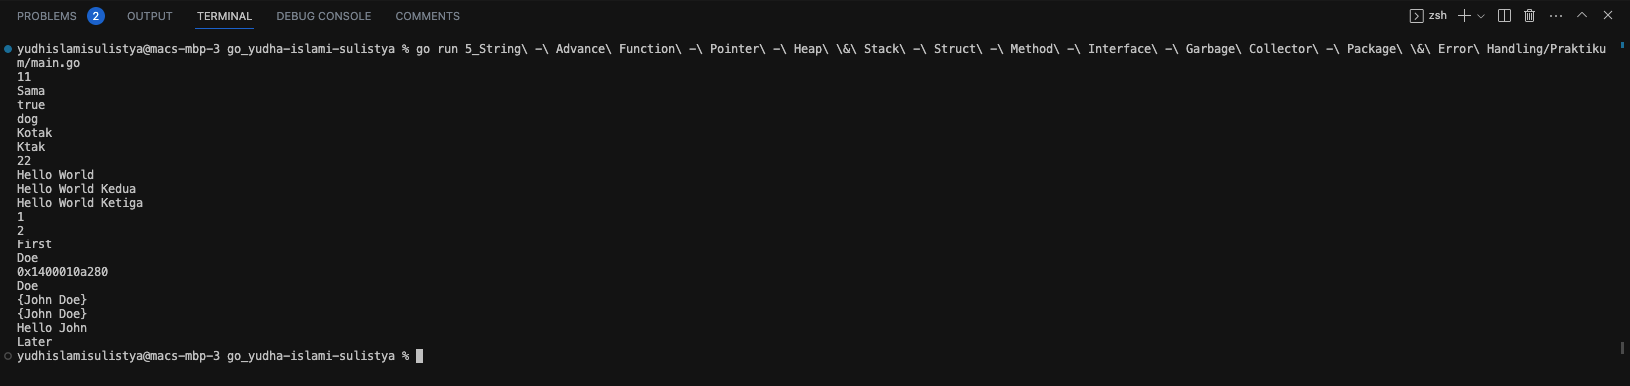 PROBLEMS 2 OUTPUT TERMINAL DEBUG CONSOLE COMMENTS zsh
yudhislamisulistya@macs-mbp-3 go_yudha-islami-sulistya % go run 5_String\ -\ Advance\ Function\ -\ Pointer\ -\ Heap\ \&\ Stack\ -\ Struct\ -\ Method\ -\ Interface\ -\ Garbage\ Collector\ -\ Package\ \&\ Error\ Handling/Praktiku
m/main.go
11
Sama
true
dog
Kotak
Ktak
22
Hello World
Hello World Kedua
Hello World Ketiga
1
2
First
Doe
0x1400010a280
Doe
{John Doe}
{John Doe}
Hello John
Later
yudhislamisulistya@macs-mbp-3 go_yudha-islami-sulistya %